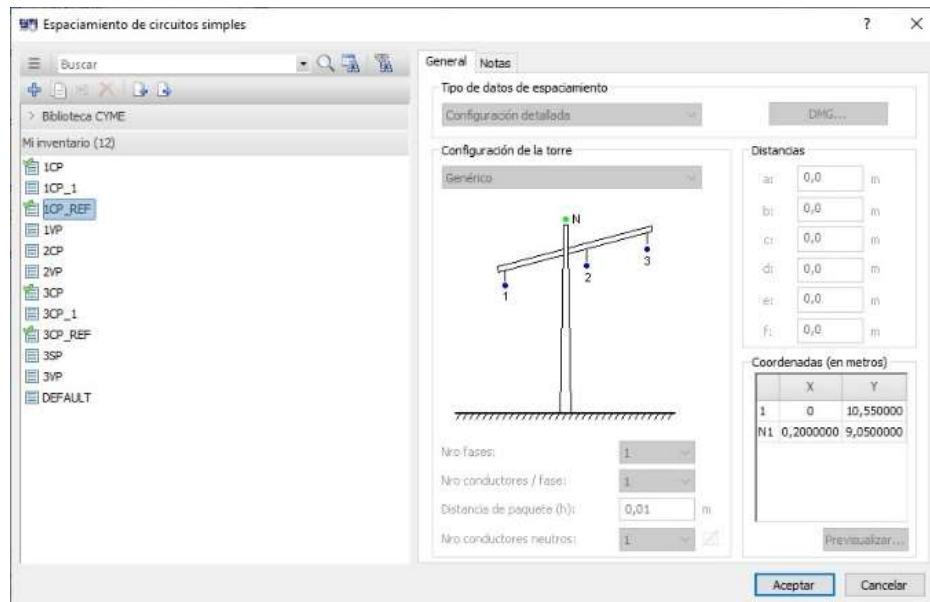 Espaciamiento de circuitos simples
Buscar
Biblioteca CYME
Mi inventario (12)
1CP
1CP_1
1CP_REF
1VP
2CP
2VP
3CP
3CP_1
3CP_REF
3SP
3VP
DEFAULT
General Notas
Tipo de datos de espaciamiento
Configuración detallada
DMG...
Configuración de la torre
Genérico
N
1
2
3
Nro fases: 1
Nro conductores / fase: 1
Distancia de paquete (h): 0,01 m
Nro conductores neutros: 1
Distancias
a: 0,0 m
b: 0,0 m
c: 0,0 m
d: 0,0 m
e: 0,0 m
f: 0,0 m
Coordenadas (en metros)
X Y
1 0 10,550000
N1 0,2000000 9,0500000
Previsualizar...
Aceptar Cancelar